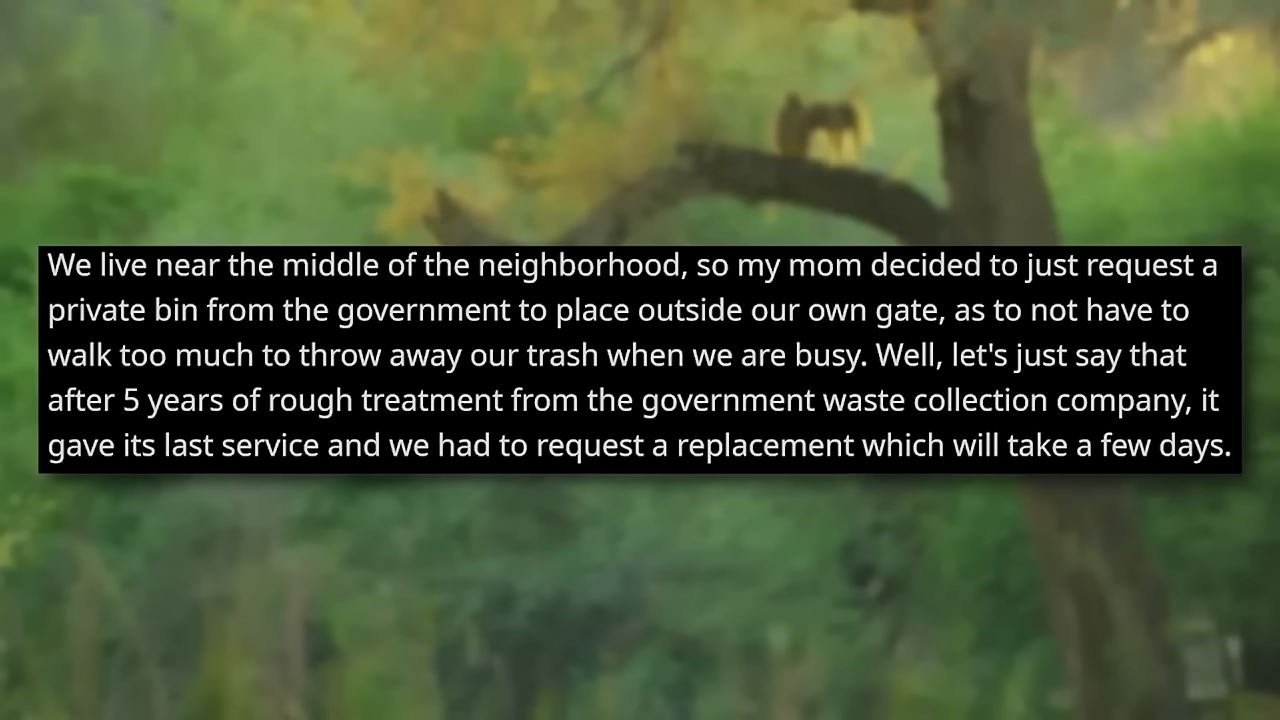 We live near the middle of the neighborhood, so my mom decided to just request a
private bin from the government to place outside our own gate, as to not have to
walk too much to throw away our trash when we are busy. Well, let's just say that
after 5 years of rough treatment from the government waste collection company, it
gave its last service and we had to request a replacement which will take a few days.